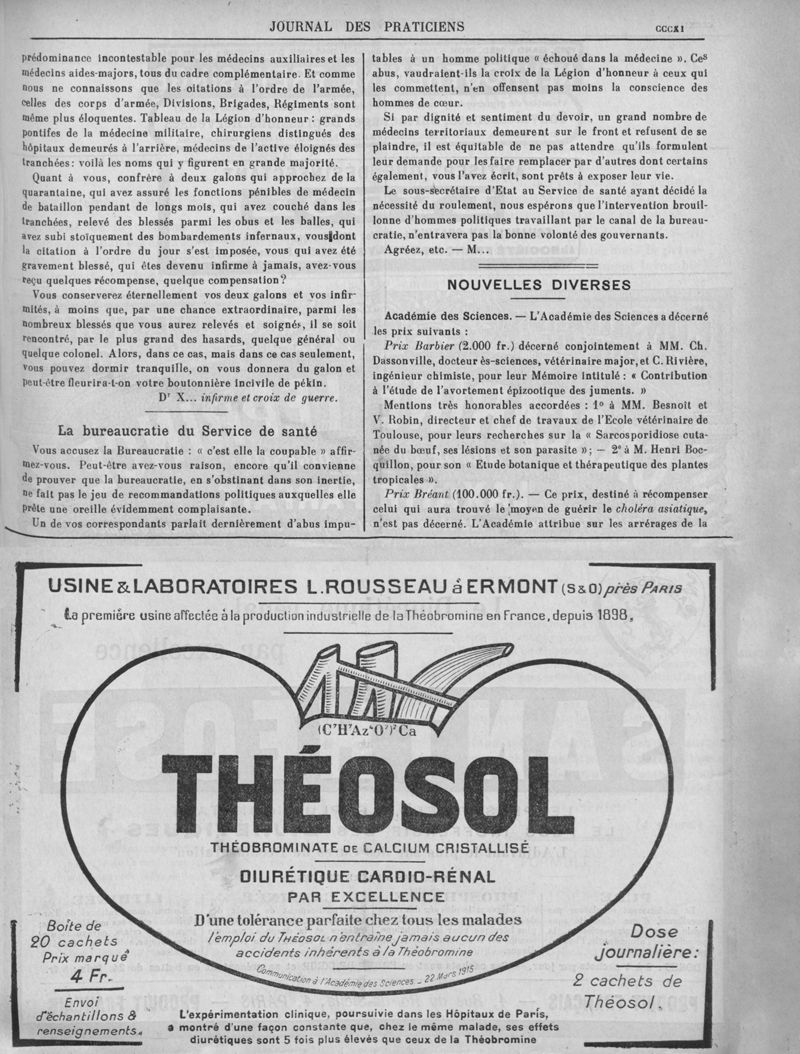 JOURNAL DES PRATICIENS
CCCXI
prédominance incontestable pour les médecins auxiliaires et les
médecins aides-majors, tous du cadre complémentaire. Et comme
nous ne connaissons que les citations à l'ordre de l'armée,
celles des corps d'armée, Divisions, Brigades, Régiments sont
même plus éloquentes. Tableau de la Légion d'honneur : grands
pontifes de la médecine militaire, chirurgiens distingués des
hôpitaux demeurés à l'arrière, médecins de l'active éloignés des
tranchées : voilà les noms qui y figurent en grande majorité.
Quant à vous, confrère à deux galons qui approchez de la
quarantaine, qui avez assuré les fonctions pénibles de médecin
de bataillon pendant de longs mois, qui avez couché dans les
tranchées, relevé des blessés parmi les obus et les balles, qui
avez subi stoïquement des bombardements infernaux, vous dont
la citation à l'ordre du jour s'est imposée, vous qui avez été
gravement blessé, qui êtes devenu infirme à jamais, avez-vous
reçu quelques récompense, quelque compensation ?
Vous conserverez éternellement vos deux galons et vos infir-
mités, à moins que, par une chance extraordinaire, parmi les
nombreux blessés que vous aurez relevés et soignés, il se soit
rencontré, par le plus grand des hasards, quelque général ou
quelque colonel. Alors, dans ce cas, mais dans ce cas seulement,
vous pouvez dormir tranquille, on vous donnera du galon et
peut-être fleurira-t-on votre boutonnière incivile de pékin.
Dr X... infirme et croix de guerre.
La bureaucratie du Service de santé
Vous accusez la Bureaucratie : « c'est elle la coupable » affir-
mez-vous. Peut-être avez-vous raison, encore qu'il convienne
de prouver que la bureaucratie, en s'obstinant dans son inertie,
ne fait pas le jeu de recommandations politiques auxquelles elle
prête une oreille évidemment complaisante.
Un de vos correspondants parlait dernièrement d'abus impu-
tables à un homme politique « échoué dans la médecine ». Ces
abus, vaudraient-ils la croix de la Légion d'honneur à ceux qui
les commettent, n'en offensent pas moins la conscience des
hommes de cœur.
Si par dignité et sentiment du devoir, un grand nombre de
médecins territoriaux demeurent sur le front et refusent de se
plaindre, il est équitable de ne pas attendre qu'ils formulent
leur demande pour les faire remplacer par d'autres dont certains
également, vous l'avez écrit, sont prêts à exposer leur vie.
Le sous-secrétaire d'Etat au Service de santé ayant décidé la
nécessité du roulement, nous espérons que l'intervention brouil-
lonne d'hommes politiques travaillant par le canal de la bureau-
cratie, n'entravera pas la bonne volonté des gouvernants.
Agréez, etc. — M...
NOUVELLES DIVERSES
Académie des Sciences. — L'Académie des Sciences a décerné
les prix suivants :
Prix Barbier (2.000 fr.) décerné conjointement à MM. Ch.
Dassonville, docteur ès-sciences, vétérinaire major, et C. Rivière,
ingénieur chimiste, pour leur Mémoire intitulé : « Contribution
à l'étude de l'avortement épizootique des juments. »
Mentions très honorables accordées : 1º à MM. Besnoit et
V. Robin, directeur et chef de travaux de l'Ecole vétérinaire de
Toulouse, pour leurs recherches sur la « Sarcosporidiose cuta-
née du bœuf, ses lésions et son parasite » ; — 2º à M. Henri Boc-
quillon, pour son « Etude botanique et thérapeutique des plantes
tropicales ».
Prix Bréant (100.000 fr.). — Ce prix, destiné à récompenser
celui qui aura trouvé le moyen de guérir le choléra asiatique,
n'est pas décerné. L'Académie attribue sur les arrérages de la
USINE & LABORATOIRES L. ROUSSEAU à ERMONT (S & O) près PARIS
La première usine affectée à la production industrielle de la Théobromine en France, depuis 1898.
(C⁷H⁷Az⁴O²)² Ca
THÉOSOL
THÉOBROMINATE DE CALCIUM CRISTALLISÉ
DIURÉTIQUE CARDIO-RÉNAL
PAR EXCELLENCE
D'une tolérance parfaite chez tous les malades
l'emploi du THÉOSOL n'entraîne jamais aucun des
accidents inhérents à la Théobromine
Communication à l'Académie des Sciences - 22 Mars 1915
Boîte de
20 cachets
Prix marqué
4 Fr.
Envoi
d'échantillons &
renseignements.
Dose
journalière :
2 cachets de
Théosol.
L'expérimentation clinique, poursuivie dans les Hôpitaux de Paris,
a montré d'une façon constante que, chez le même malade, ses effets
diurétiques sont 5 fois plus élevés que ceux de la Théobromine